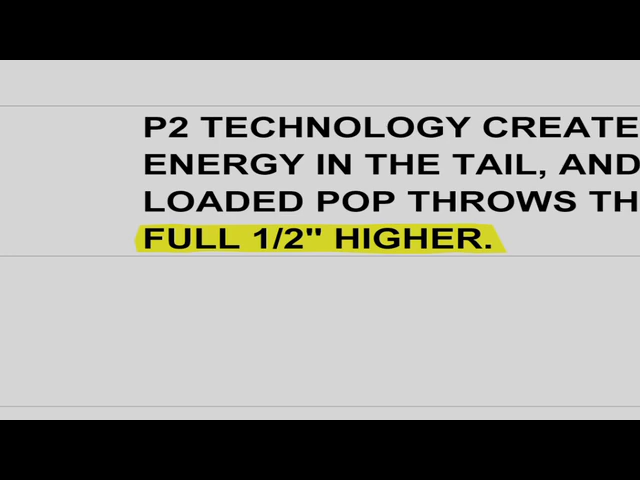 P2 TECHNOLOGY CREATE
ENERGY IN THE TAIL, AND
LOADED POP THROWS TH
FULL 1/2" HIGHER.